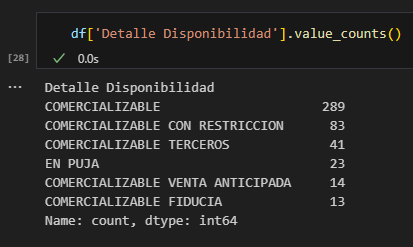 df['Detalle Disponibilidad'].value_counts()
[28]
0.0s
Detalle Disponibilidad
COMERCIALIZABLE 289
COMERCIALIZABLE CON RESTRICCION 83
COMERCIALIZABLE TERCEROS 41
EN PUJA 23
COMERCIALIZABLE VENTA ANTICIPADA 14
COMERCIALIZABLE FIDUCIA 13
Name: count, dtype: int64